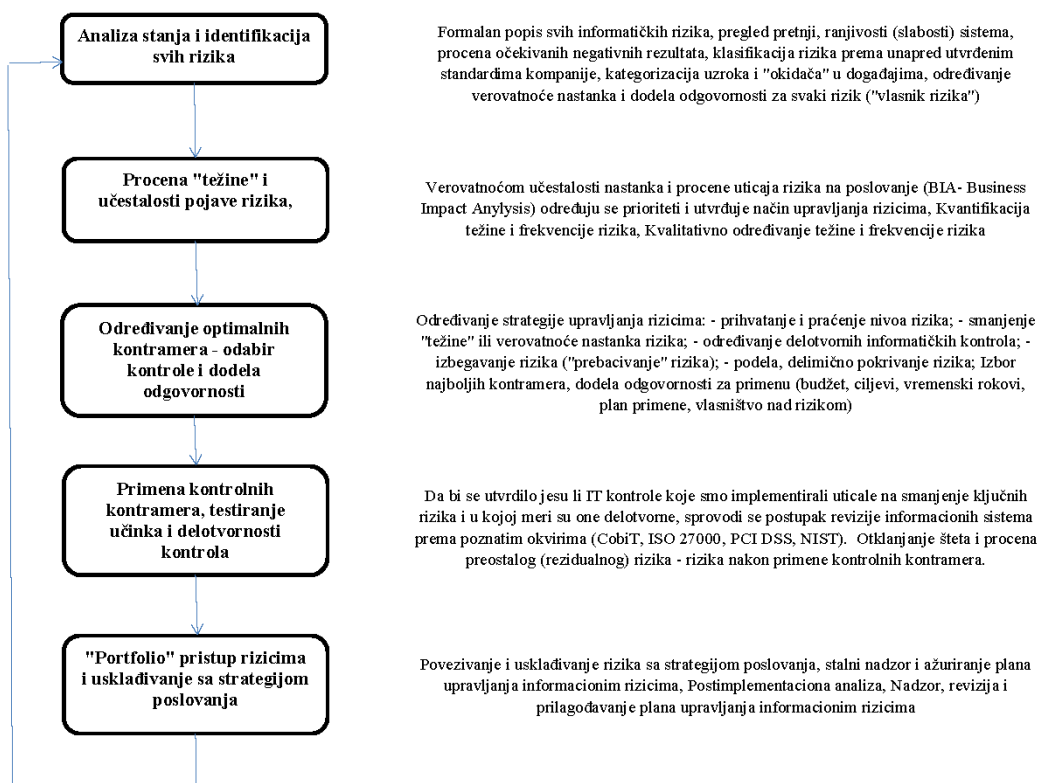 Analiza stanja i identifikacija
svih rizika
Formalan popis svih informatičkih rizika, pregled pretnji, ranjivosti (slabosti) sistema,
procena očekivanih negativnih rezultata, klasifikacija rizika prema unapred utvrđenim
standardima kompanije, kategorizacija uzroka i "okidača" u događajima, određivanje
verovatnoće nastanka i dodela odgovornosti za svaki rizik ("vlasnik rizika")
Procena "težine" i
učestalosti pojave rizika,
Verovatnoćom učestalosti nastanka i procene uticaja rizika na poslovanje (BIA- Business
Impact Anylysis) određuju se prioriteti i utvrđuje način upravljanja rizicima, Kvantifikacija
težine i frekvencije rizika, Kvalitativno određivanje težine i frekvencije rizika
Određivanje optimalnih
kontramera - odabir
kontrole i dodela
odgovornosti
Određivanje strategije upravljanja rizicima: - prihvatanje i praćenje nivoa rizika; - smanjenje
"težine" ili verovatnoće nastanka rizika; - određivanje delotvornih informatičkih kontrola; -
izbegavanje rizika ("prebacivanje" rizika); - podela, delimično pokrivanje rizika; Izbor
najboljih kontramera, dodela odgovornosti za primenu (budžet, ciljevi, vremenski rokovi,
plan primene, vlasništvo nad rizikom)
Primena kontrolnih
kontramera, testiranje
učinka i delotvornosti
kontrola
Da bi se utvrdilo jesu li IT kontrole koje smo implementirali uticale na smanjenje ključnih
rizika i u kojoj meri su one delotvorne, sprovodi se postupak revizije informacionih sistema
prema poznatim okvirima (CobiT, ISO 27000, PCI DSS, NIST). Otklanjanje šteta i procena
preostalog (rezidualnog) rizika - rizika nakon primene kontrolnih kontramera.
"Portfolio" pristup rizicima
i usklađivanje sa strategijom
poslovanja
Povezivanje i usklađivanje rizika sa strategijom poslovanja, stalni nadzor i ažuriranje plana
upravljanja informacionim rizicima, Postimplementaciona analiza, Nadzor, revizija i
prilagođavanje plana upravljanja informacionim rizicima